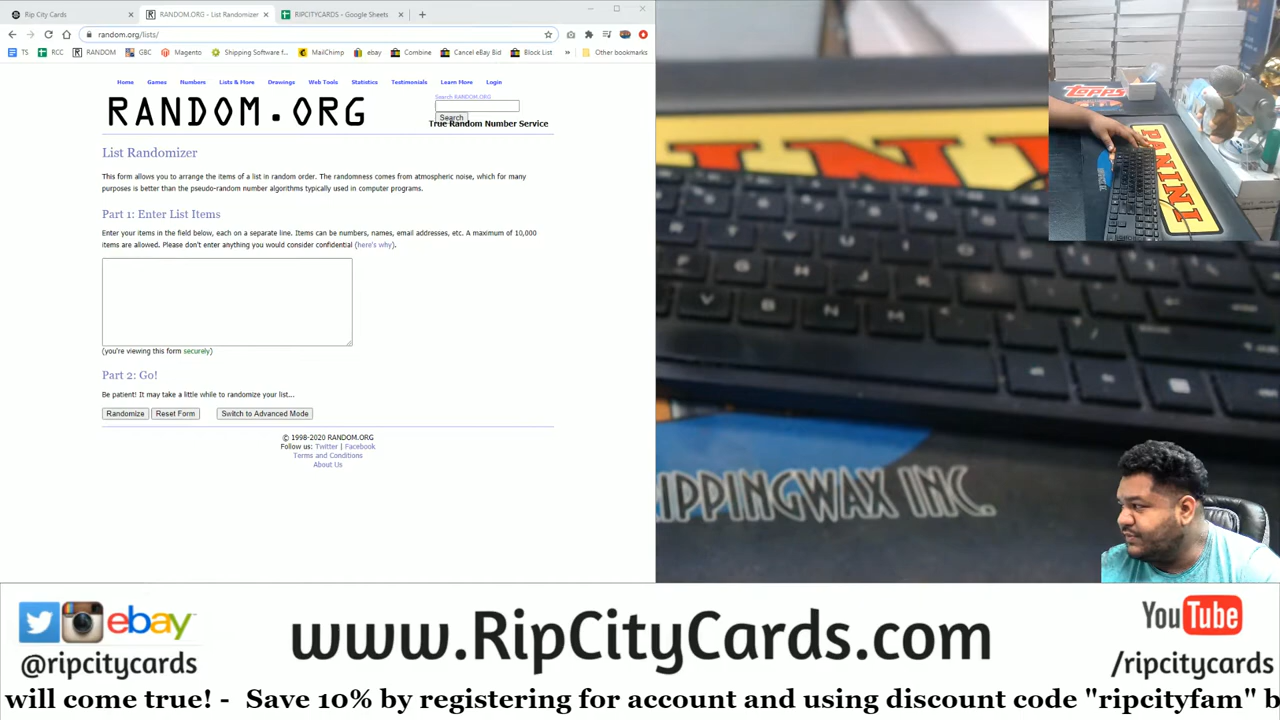 Rip City Cards
RANDOM.ORG - List Randomizer
RIPCITYCARDS - Google Sheets
random.org/lists/
TS
RCC
RANDOM
GBC
Magento
Shipping Software f
MailChimp
ebay
Combine
Cancel eBay Bid
Block List
Other bookmarks
Home
Games
Numbers
Lists & More
Drawings
Web Tools
Statistics
Testimonials
Learn More
Login
RANDOM.ORG
Search RANDOM.ORG
Search
True Random Number Service
List Randomizer
This form allows you to arrange the items of a list in random order. The randomness comes from atmospheric noise, which for many
purposes is better than the pseudo-random number algorithms typically used in computer programs.
Part 1: Enter List Items
Enter your items in the field below, each on a separate line. Items can be numbers, names, email addresses, etc. A maximum of 10,000
items are allowed. Please don't enter anything you would consider confidential (here's why).
(you're viewing this form securely)
Part 2: Go!
Be patient! It may take a little while to randomize your list...
Randomize
Reset Form
Switch to Advanced Mode
© 1998-2020 RANDOM.ORG
Follow us: Twitter | Facebook
Terms and Conditions
About Us
topps
PANINI
RIPPINGWAX INC.
ebay
@ripcitycards
www.RipCityCards.com
YouTube
/ripcitycards
will come true! - Save 10% by registering for account and using discount code "ripcityfam" b